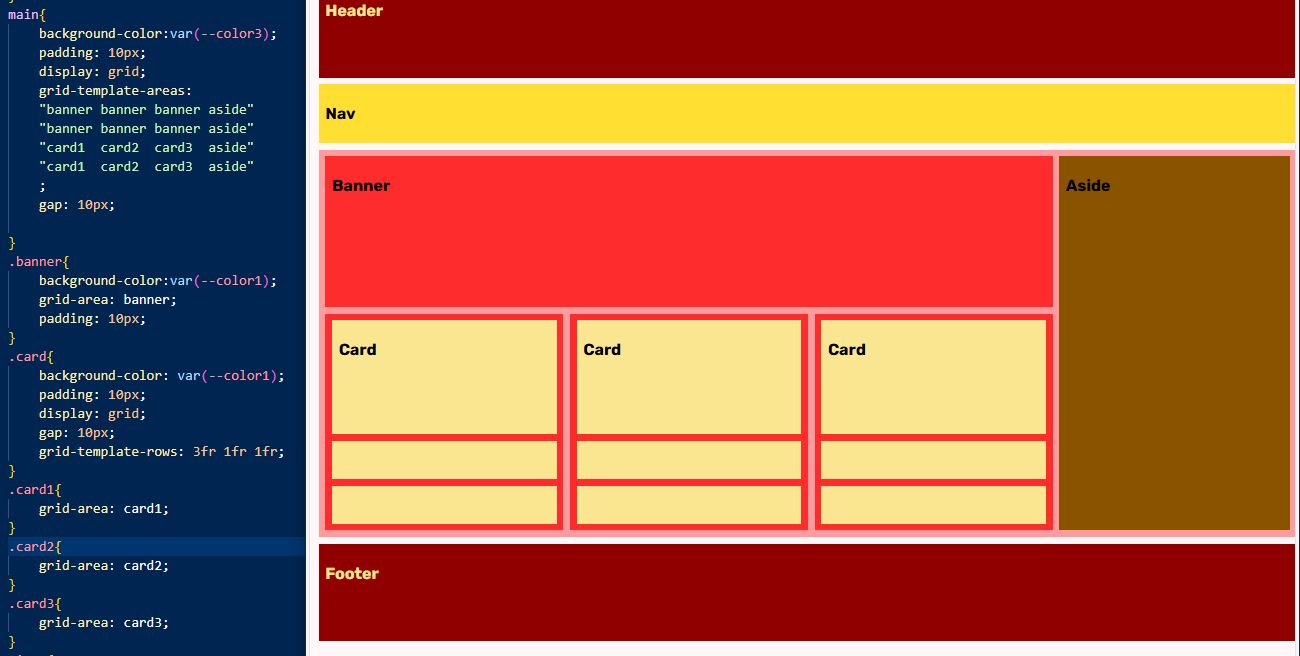 main{
background-color:var(--color3);
padding: 10px;
display: grid;
grid-template-areas:
"banner banner banner aside"
"banner banner banner aside"
"card1  card2  card3  aside"
"card1  card2  card3  aside"
;
gap: 10px;
}
.banner{
background-color:var(--color1);
grid-area: banner;
padding: 10px;
}
.card{
background-color: var(--color1);
padding: 10px;
display: grid;
gap: 10px;
grid-template-rows: 3fr 1fr 1fr;
}
.card1{
grid-area: card1;
}
.card2{
grid-area: card2;
}
.card3{
grid-area: card3;
}
Header
Nav
Banner
Aside
Card
Card
Card
Footer